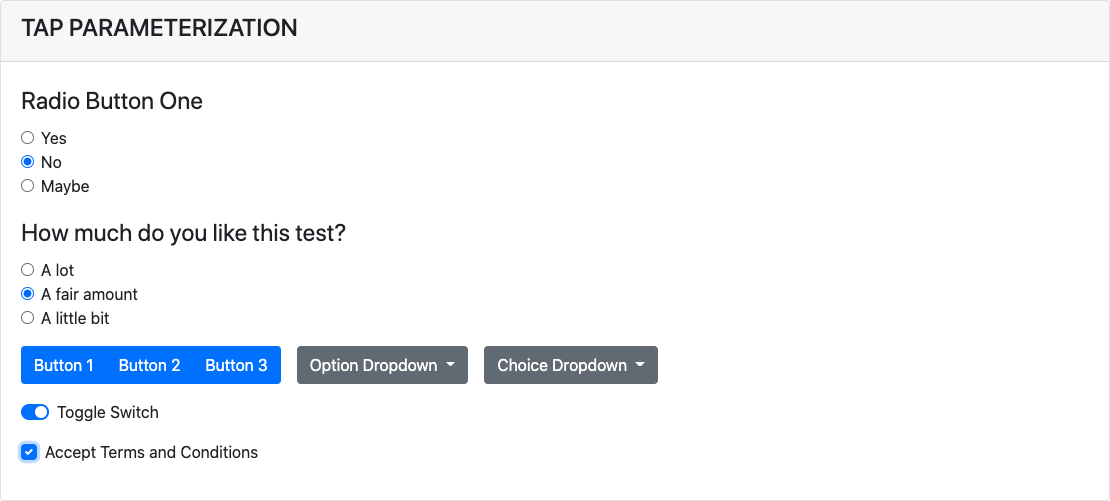 TAP PARAMETERIZATION
Radio Button One
Yes
No
Maybe
How much do you like this test?
A lot
A fair amount
A little bit
Button 1 Button 2 Button 3 Option Dropdown Choice Dropdown
Toggle Switch
Accept Terms and Conditions